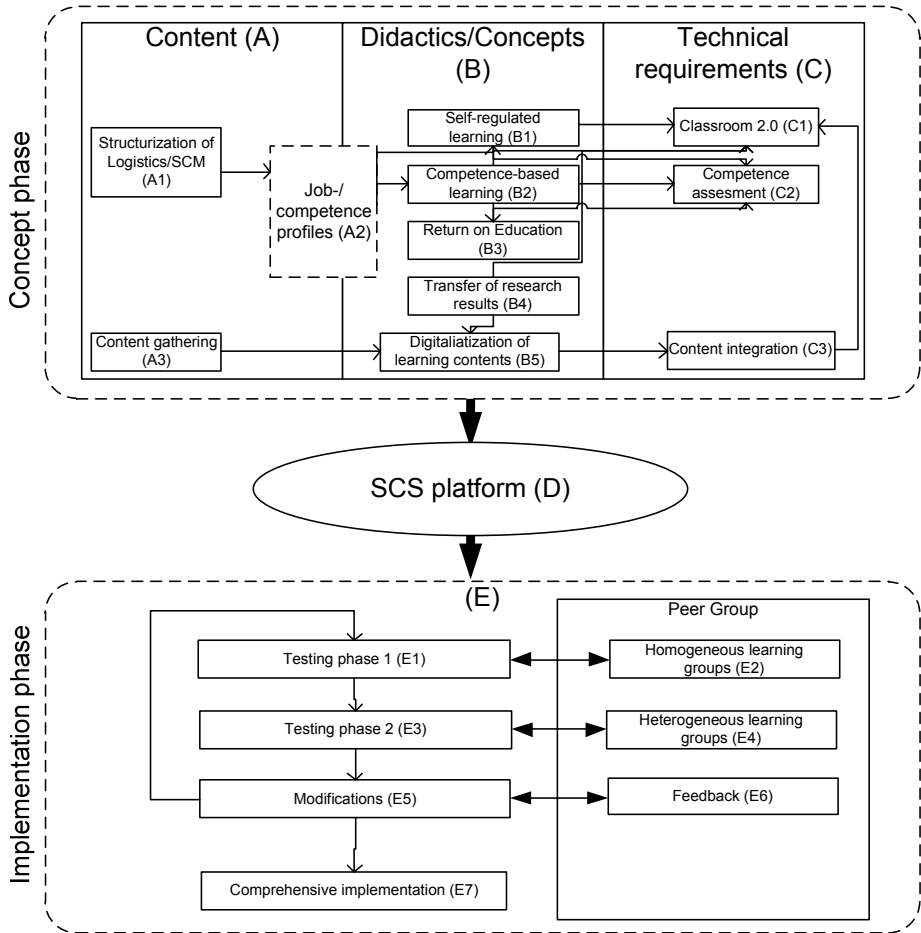 Concept phase
Content (A)
Didactics/Concepts
(B)
Technical
requirements (C)
Structurization of
Logistics/SCM
(A1)
Job-/
competence
profiles (A2)
Content gathering
(A3)
Self-regulated
learning (B1)
Competence-based
learning (B2)
Return on Education
(B3)
Transfer of research
results (B4)
Digitaliatization of
learning contents (B5)
Classroom 2.0 (C1)
Competence
assesment (C2)
Content integration (C3)
SCS platform (D)
Implementation phase
(E)
Testing phase 1 (E1)
Testing phase 2 (E3)
Modifications (E5)
Comprehensive implementation (E7)
Peer Group
Homogeneous learning
groups (E2)
Heterogeneous learning
groups (E4)
Feedback (E6)